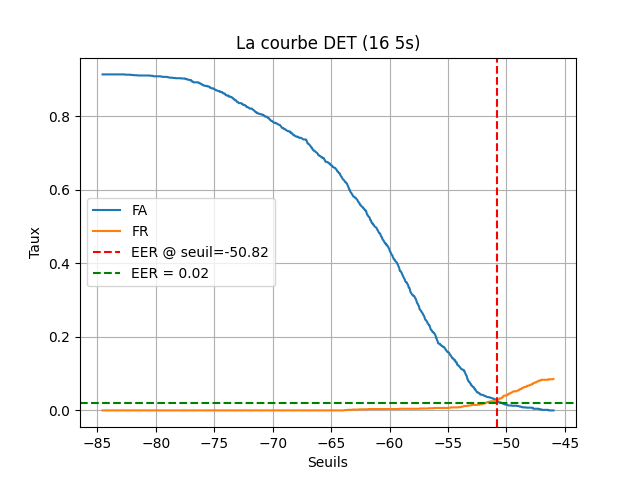 La courbe DET (16 5s)
Taux
0.8
0.6
0.4
0.2
0.0
FA
FR
EER @ seuil=-50.82
EER = 0.02
−85 −80 −75 −70 −65 −60 −55 −50 −45
Seuils